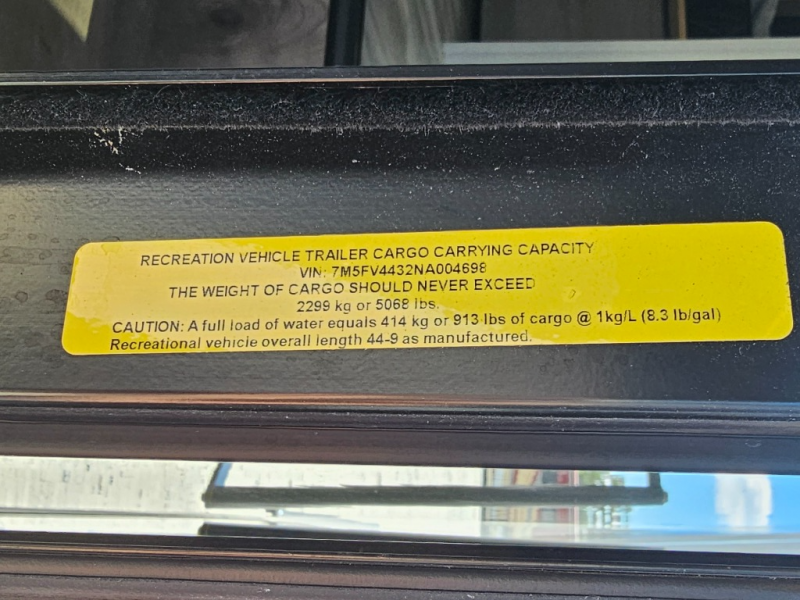 RECREATION VEHICLE TRAILER CARGO CARRYING CAPACITY
VIN: 7M5FV4432NA004698
THE WEIGHT OF CARGO SHOULD NEVER EXCEED
2299 kg or 5068 lbs.
CAUTION: A full load of water equals 414 kg or 913 lbs of cargo @ 1kg/L (8.3 lb/gal)
Recreational vehicle overall length 44-9 as manufactured.